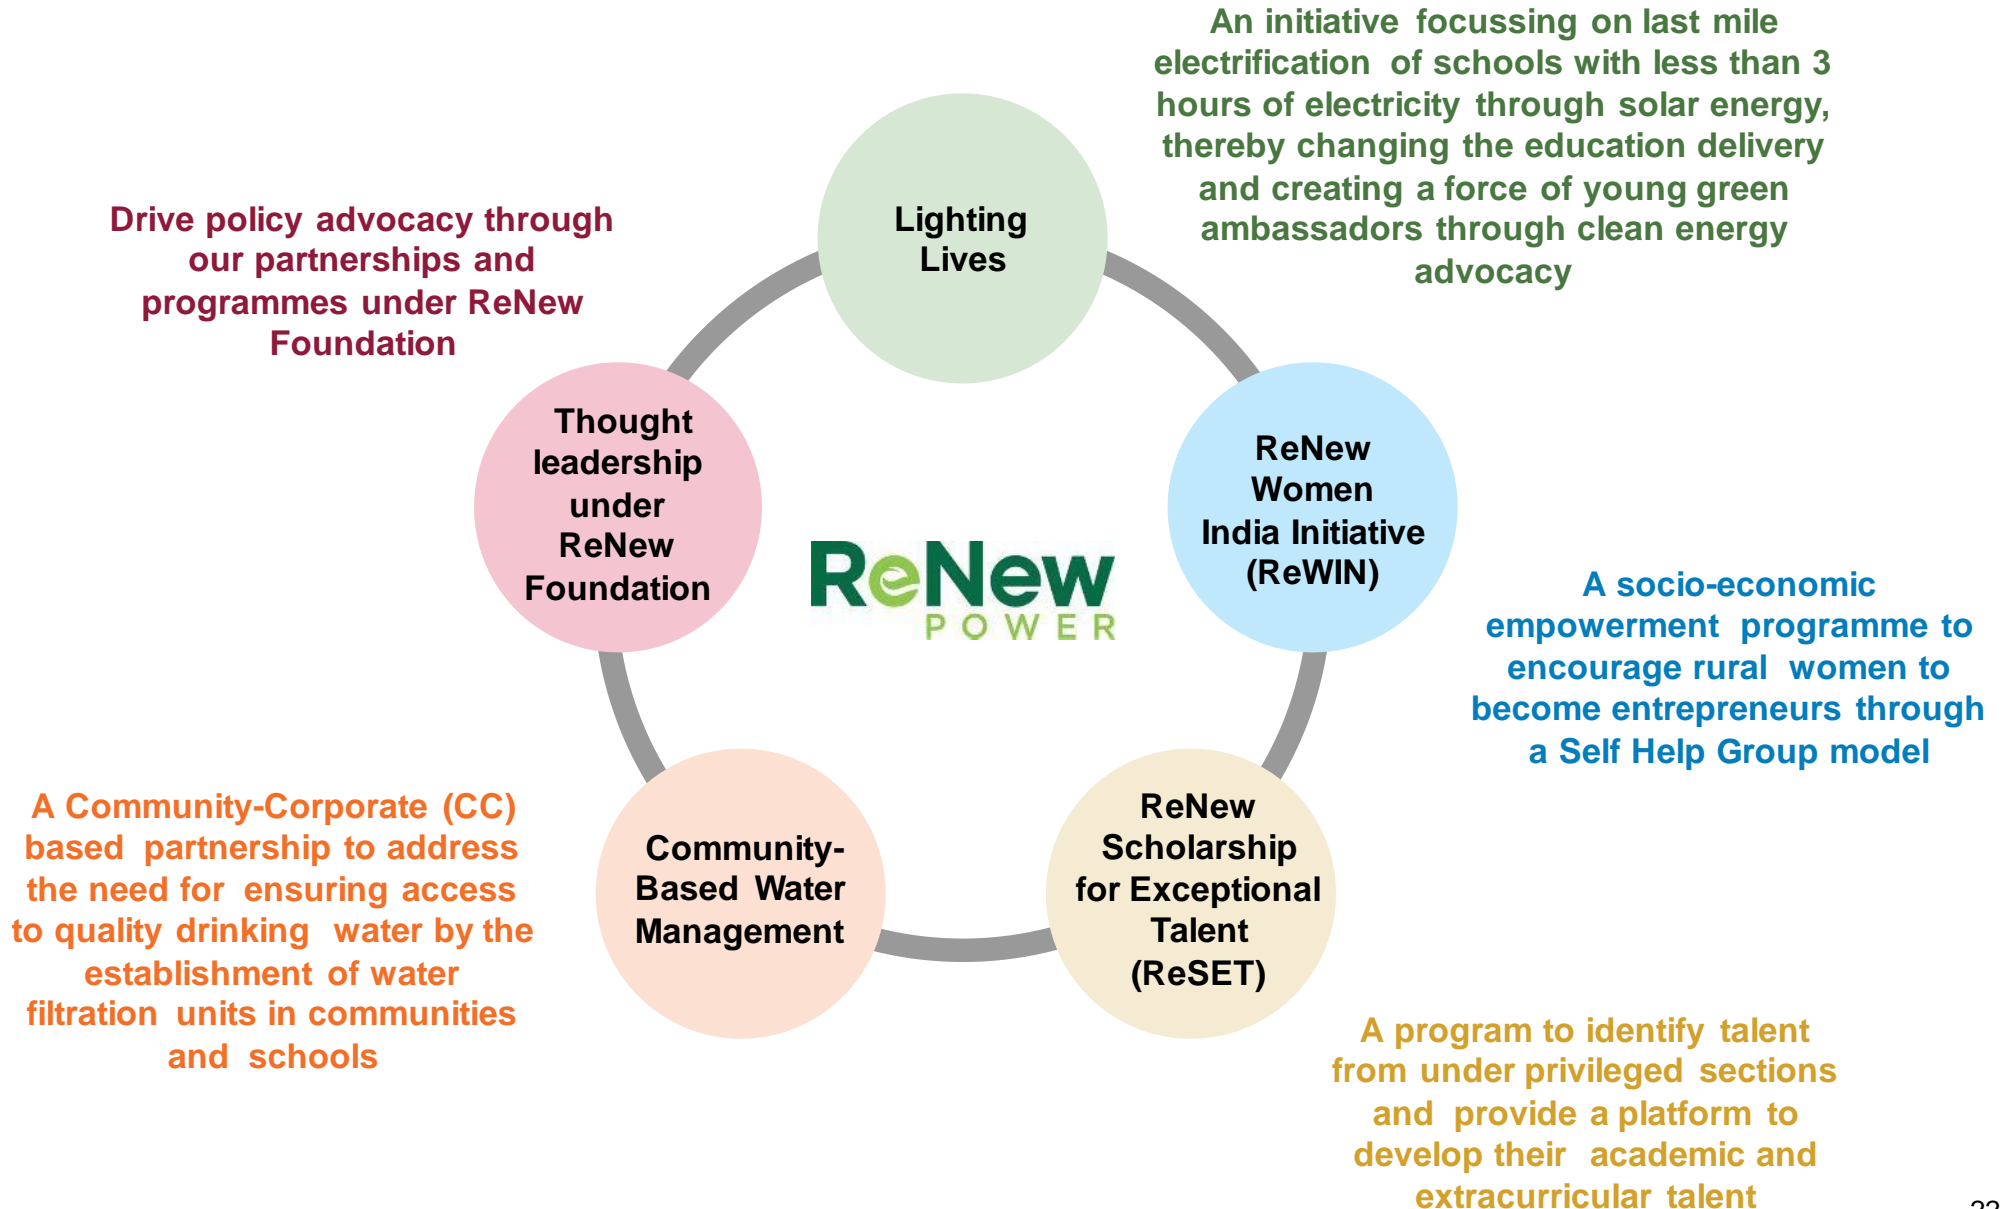 An initiative focussing on last mile
electrification of schools with less than 3
hours of electricity through solar energy,
thereby changing the education delivery
and creating a force of young green
ambassadors through clean energy
advocacy
Lighting
Lives
Drive policy advocacy through
our partnerships and
programmes under ReNew
Foundation
Thought
leadership
under
ReNew
Foundation
ReNew
Women
India Initiative
(ReWIN)
ReNew
POWER
A socio-economic
empowerment programme to
encourage rural women to
become entrepreneurs through
a Self Help Group model
A Community-Corporate (CC)
based partnership to address
the need for ensuring access
to quality drinking water by the
establishment of water
filtration units in communities
and schools
Community-
Based Water
Management
ReNew
Scholarship
for Exceptional
Talent
(ReSET)
A program to identify talent
from under privileged sections
and provide a platform to
develop their academic and
extracurricular talent